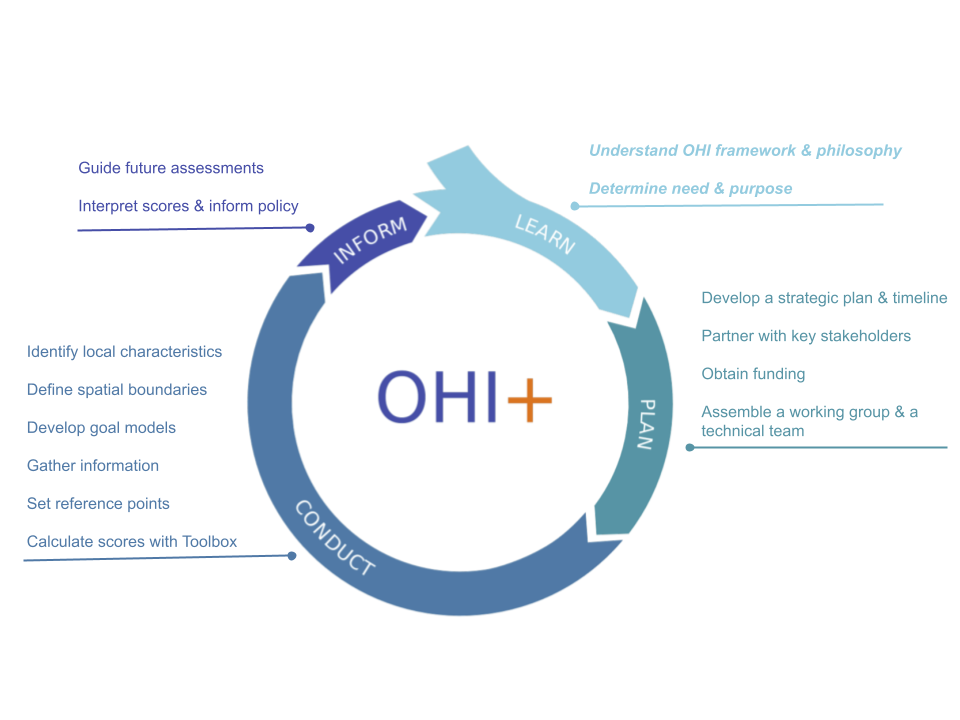 Understand OHI framework & philosophy
Determine need & purpose
LEARN
Develop a strategic plan & timeline
Partner with key stakeholders
Obtain funding
Assemble a working group & a
technical team
PLAN
Identify local characteristics
Define spatial boundaries
Develop goal models
Gather information
Set reference points
Calculate scores with Toolbox
CONDUCT
Guide future assessments
Interpret scores & inform policy
INFORM
OHI+